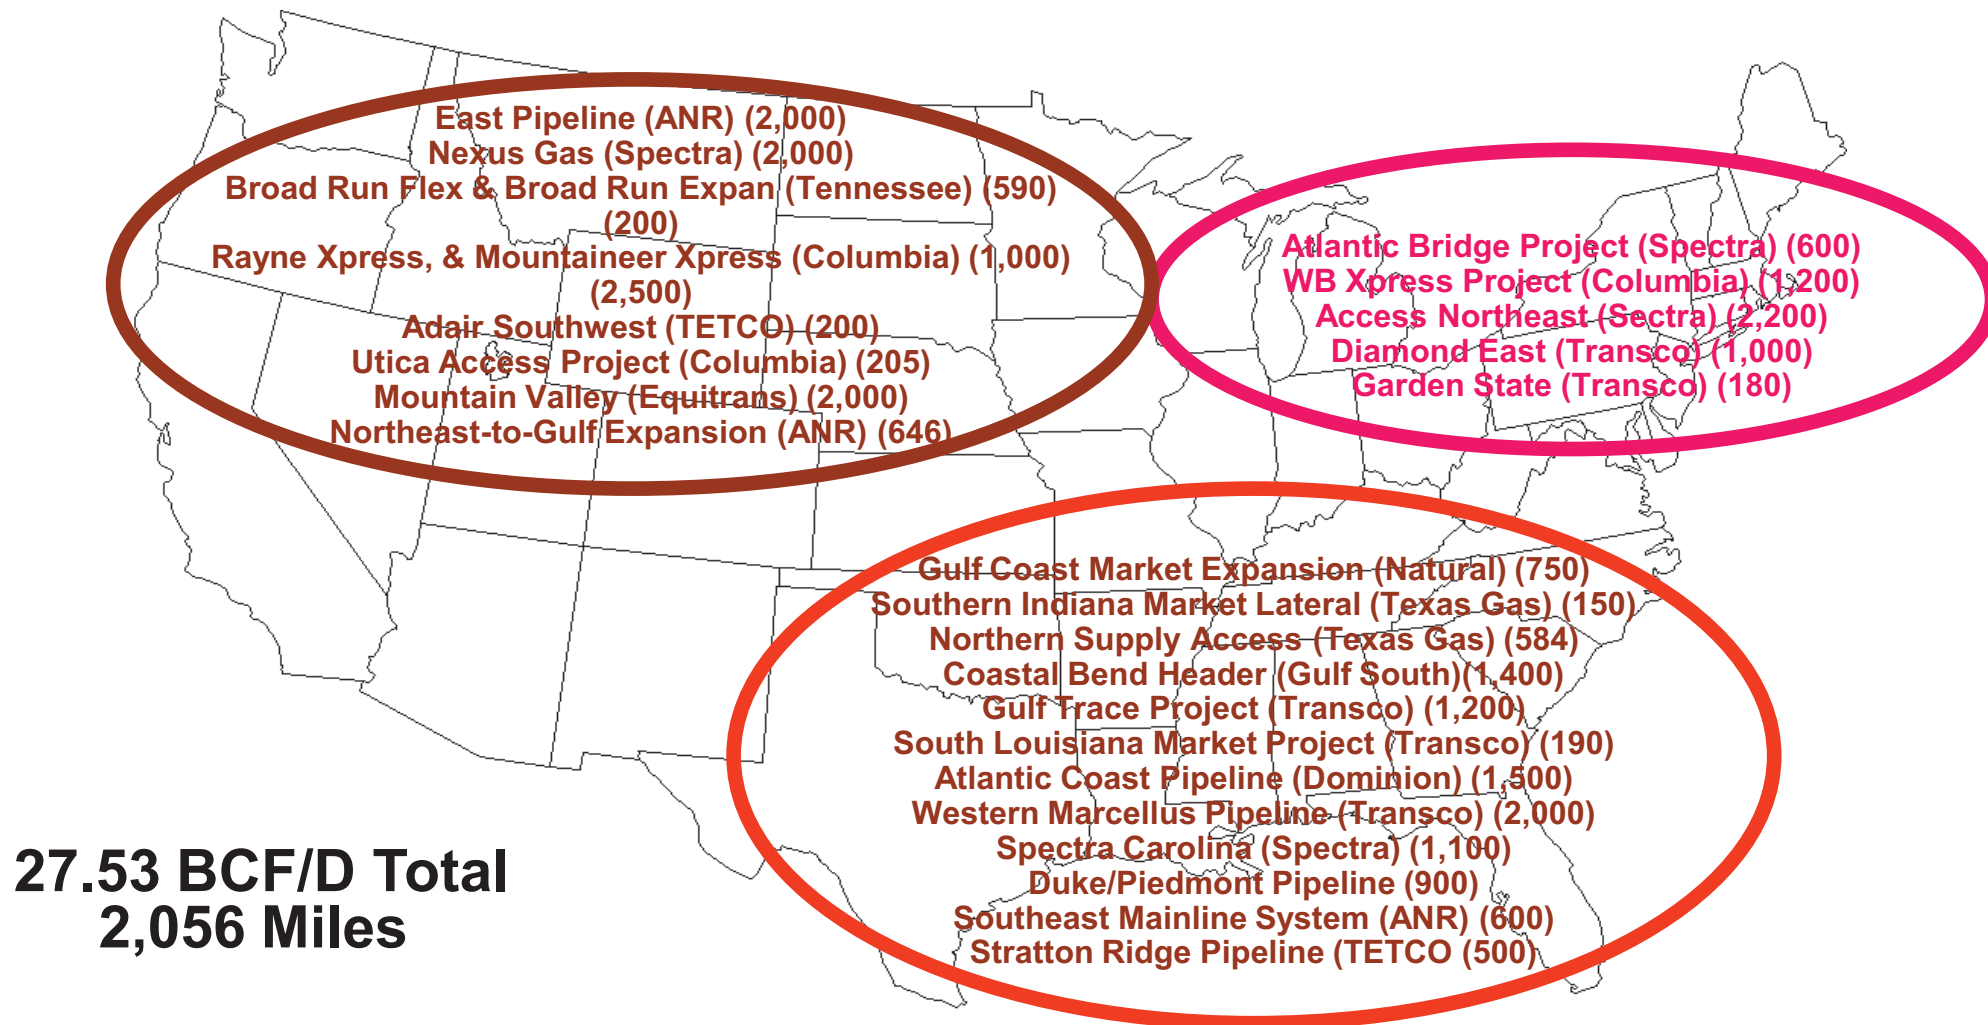 East Pipeline (ANR) (2,000)
Nexus Gas (Spectra) (2,000)
Broad Run Flex & Broad Run Expan (Tennessee) (590)
(200)
Rayne Xpress, & Mountaineer Xpress (Columbia) (1,000)
(2,500)
Adair Southwest (TETCO) (200)
Utica Access Project (Columbia) (205)
Mountain Valley (Equitrans) (2,000)
Northeast-to-Gulf Expansion (ANR) (646)
Atlantic Bridge Project (Spectra) (600)
WB Xpress Project (Columbia) (1,200)
Access Northeast (Sectra) (2,200)
Diamond East (Transco) (1,000)
Garden State (Transco) (180)
Gulf Coast Market Expansion (Natural) (750)
Southern Indiana Market Lateral (Texas Gas) (150)
Northern Supply Access (Texas Gas) (584)
Coastal Bend Header (Gulf South)(1,400)
Gulf Trace Project (Transco) (1,200)
South Louisiana Market Project (Transco) (190)
Atlantic Coast Pipeline (Dominion) (1,500)
Western Marcellus Pipeline (Transco) (2,000)
Spectra Carolina (Spectra) (1,100)
Duke/Piedmont Pipeline (900)
Southeast Mainline System (ANR) (600)
Stratton Ridge Pipeline (TETCO (500)
27.53 BCF/D Total
2,056 Miles